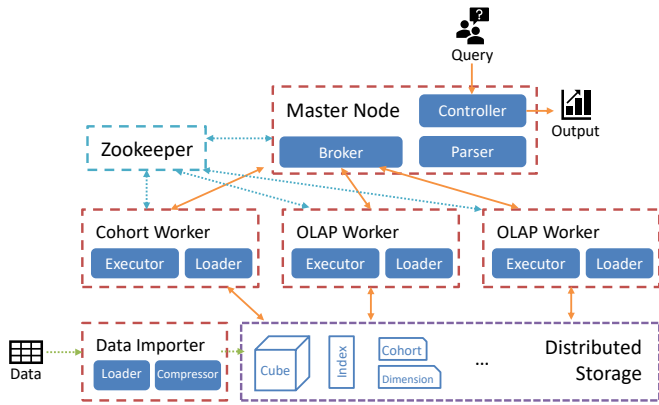 Query
Master Node
Controller
Output
Zookeeper
Broker
Parser
Cohort Worker
Executor
Loader
OLAP Worker
Executor
Loader
OLAP Worker
Executor
Loader
Data
Data Importer
Loader
Compressor
Cube
Index
Cohort
Dimension
...
Distributed
Storage